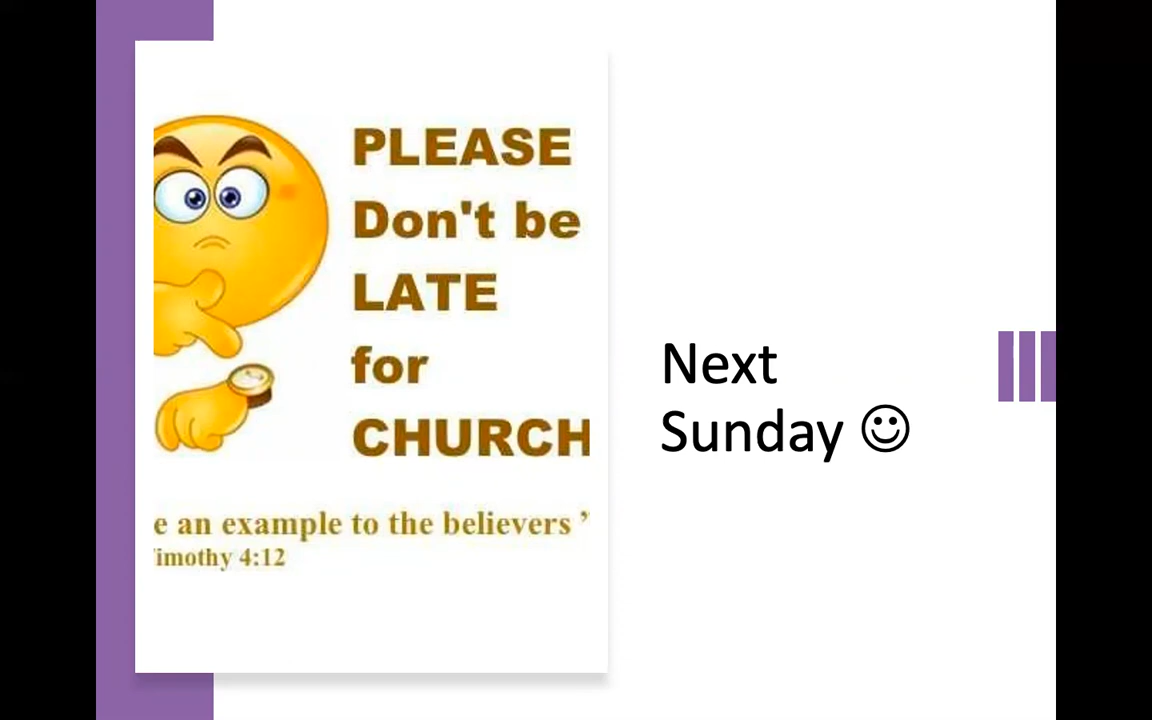 PLEASE
Don't be
LATE
for
CHURCH
e an example to the believers ’
imothy 4:12
Next
Sunday ☺